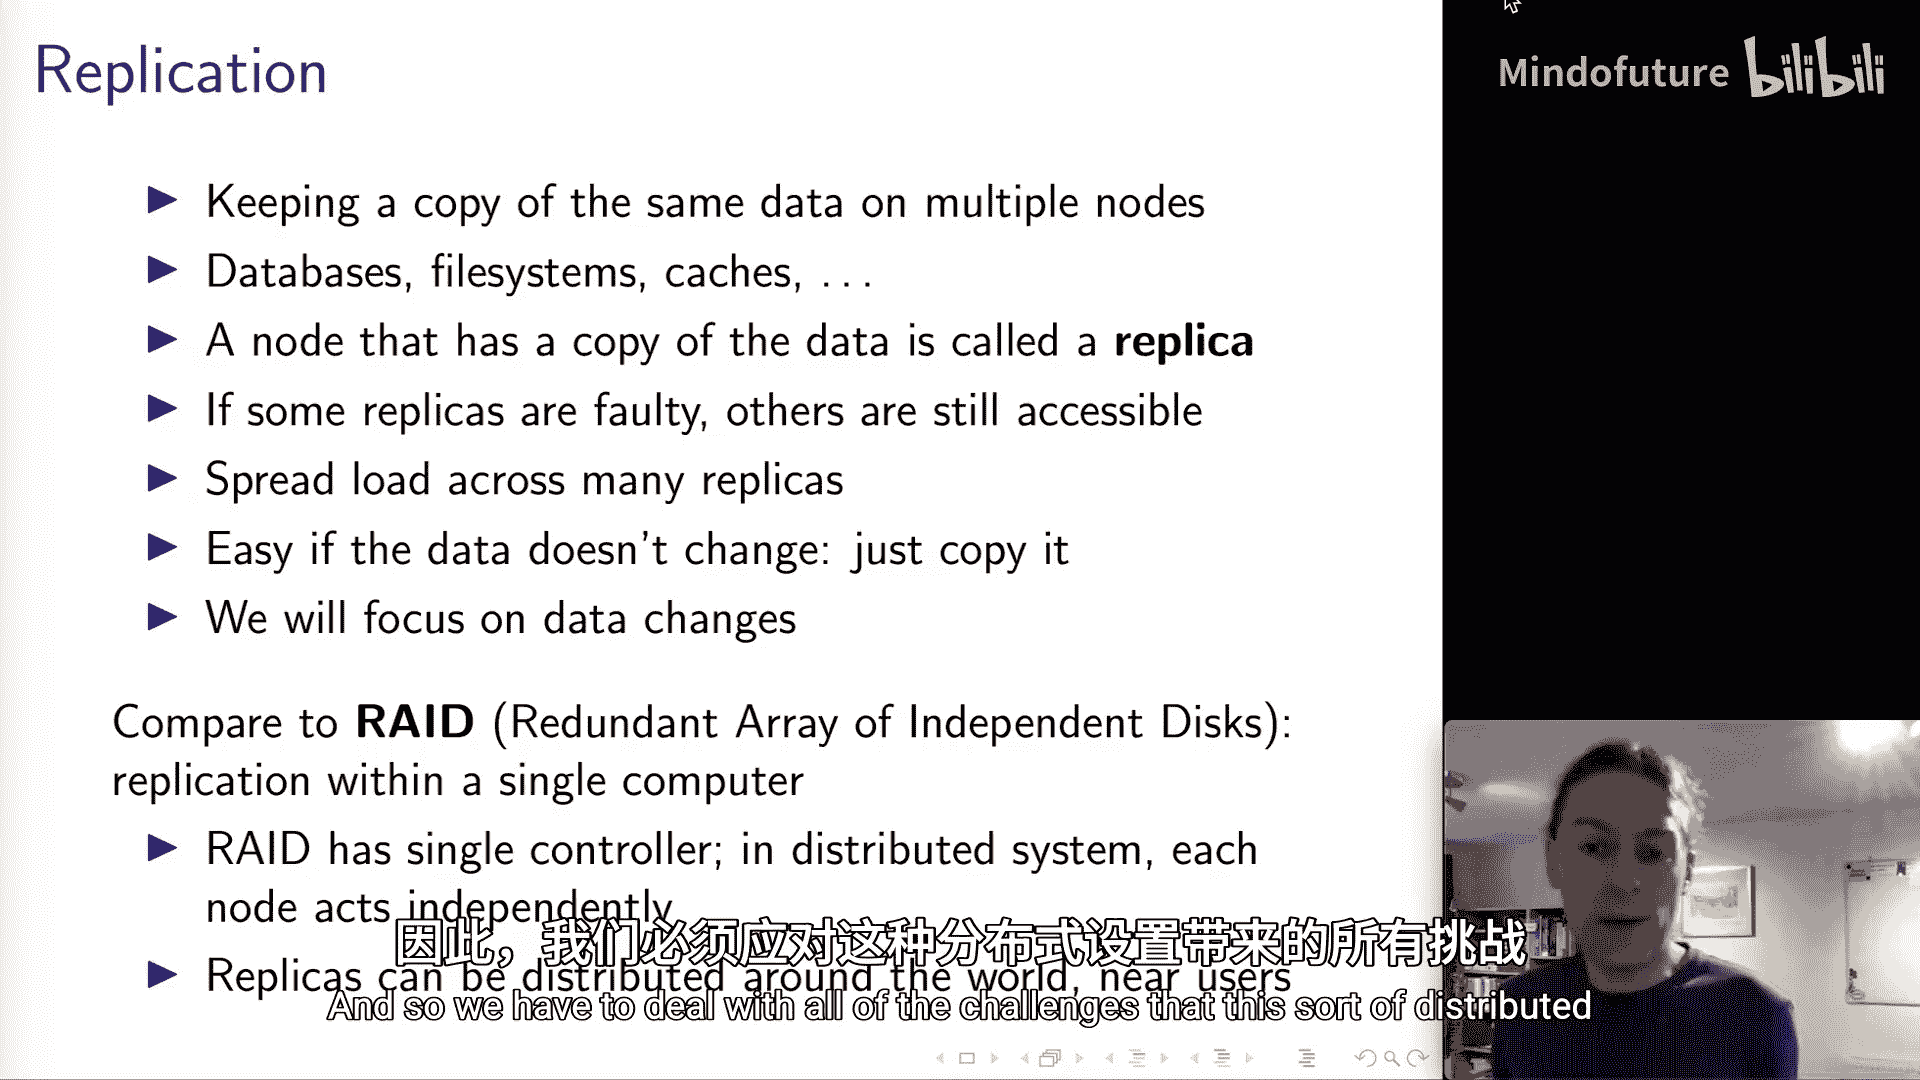 Replication
Mindofuture bilibili
▶ Keeping a copy of the same data on multiple nodes
▶ Databases, filesystems, caches, ...
▶ A node that has a copy of the data is called a replica
▶ If some replicas are faulty, others are still accessible
▶ Spread load across many replicas
▶ Easy if the data doesn't change: just copy it
▶ We will focus on data changes
Compare to RAID (Redundant Array of Independent Disks):
replication within a single computer
▶ RAID has single controller; in distributed system, each
node acts independently
▶ Replicas can be distributed around the world, near users
因此，我们必须应对这种分布式设置带来的所有挑战
And so we have to deal with all of the challenges that this sort of distributed